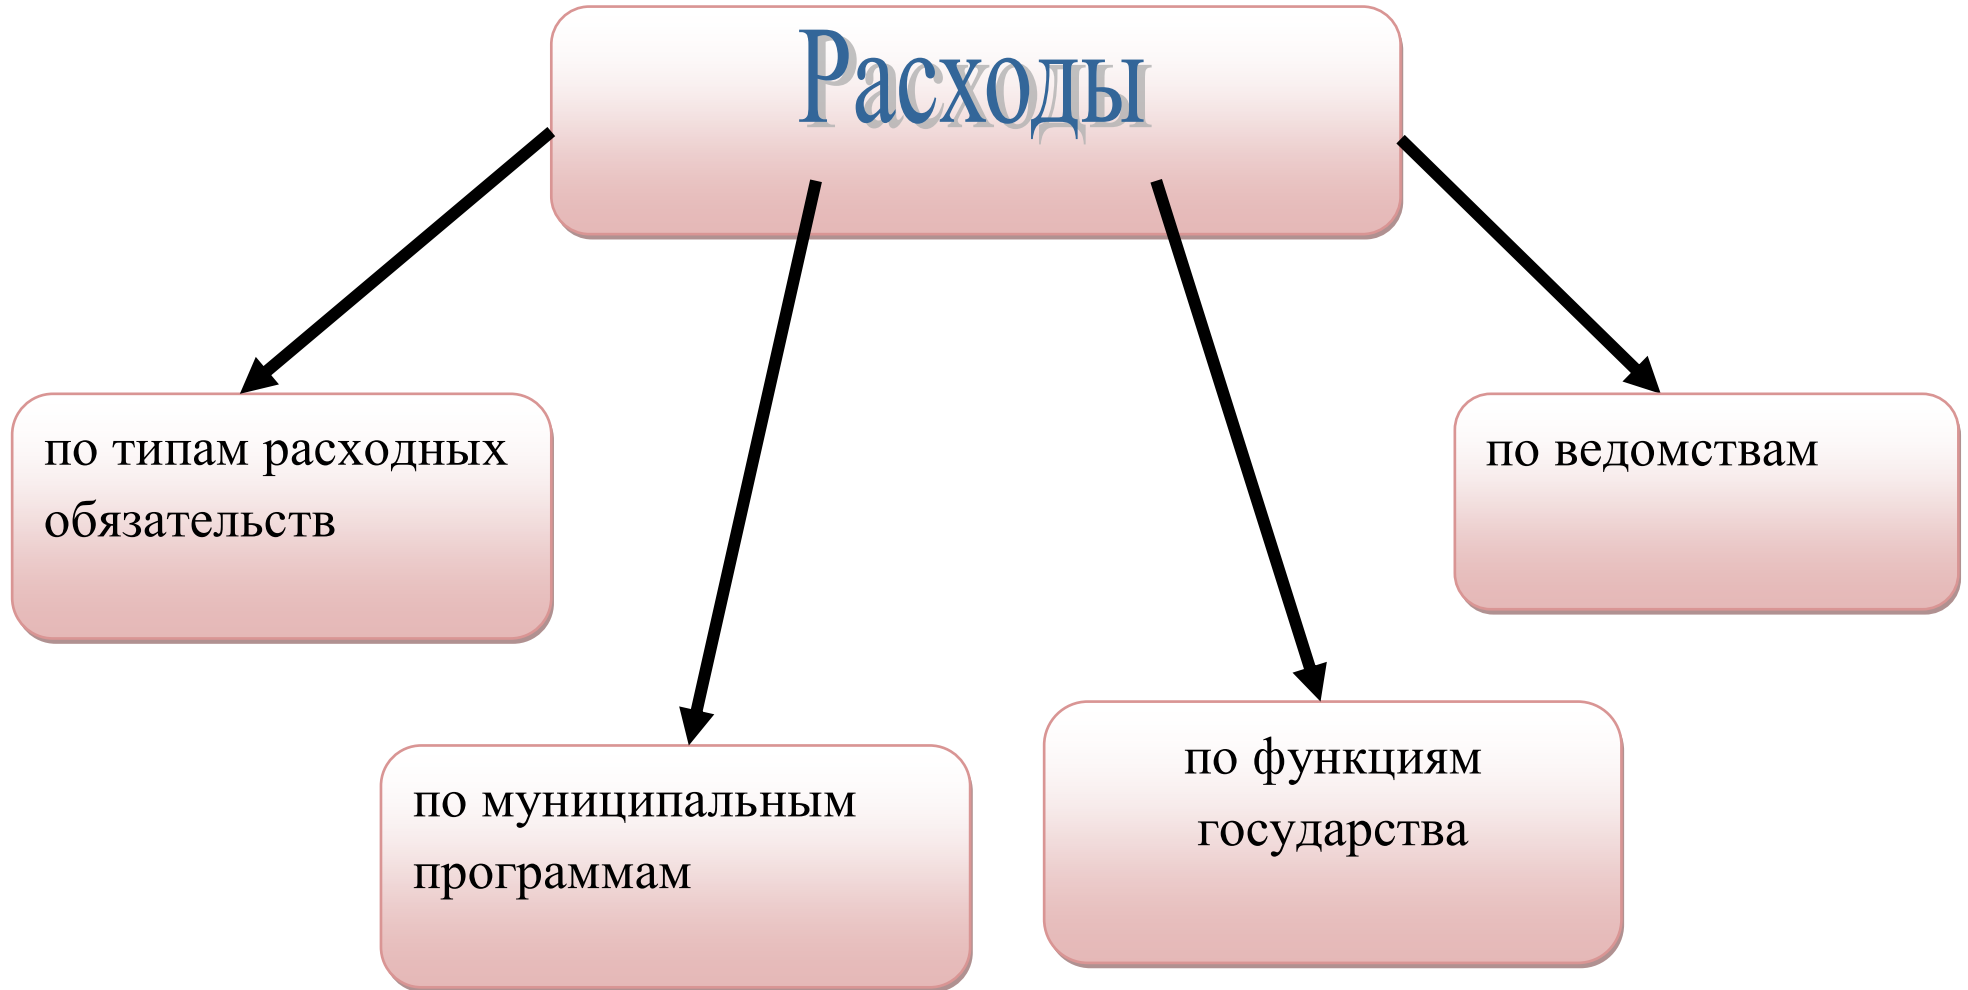 Расходы
по типам расходных
обязательств
по ведомствам
по муниципальным
программам
по функциям
государства